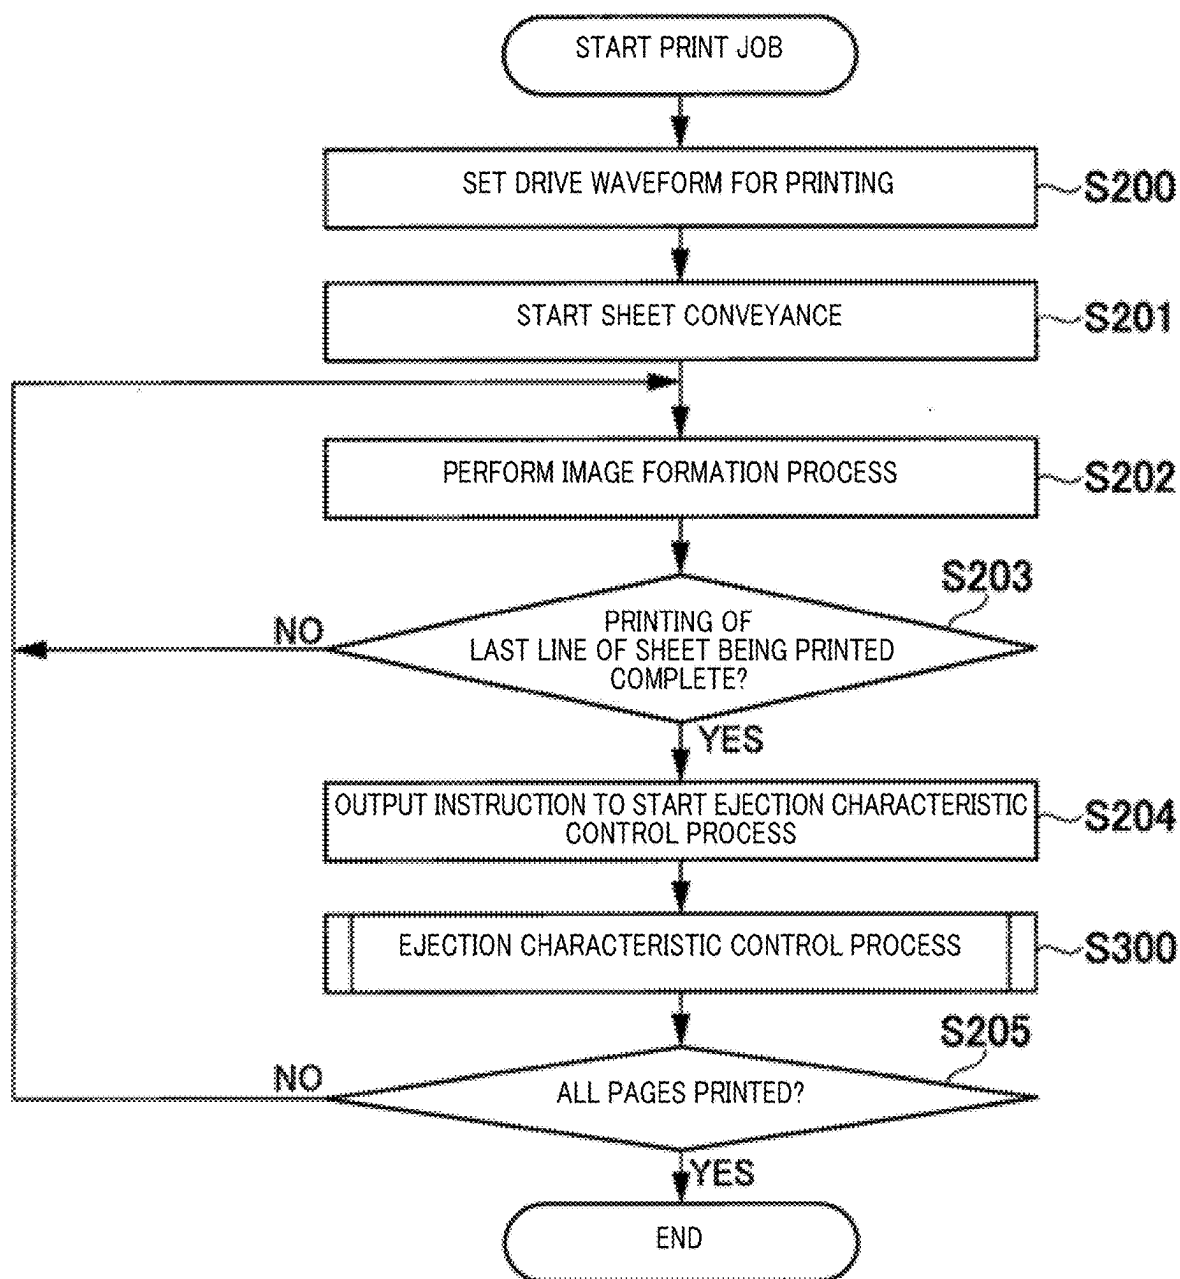 START PRINT JOB
SET DRIVE WAVEFORM FOR PRINTING
S200
START SHEET CONVEYANCE
S201
PERFORM IMAGE FORMATION PROCESS
S202
S203
PRINTING OF
LAST LINE OF SHEET BEING PRINTED
COMPLETE?
NO
YES
OUTPUT INSTRUCTION TO START EJECTION CHARACTERISTIC
CONTROL PROCESS
S204
EJECTION CHARACTERISTIC CONTROL PROCESS
S300
S205
ALL PAGES PRINTED?
NO
YES
END